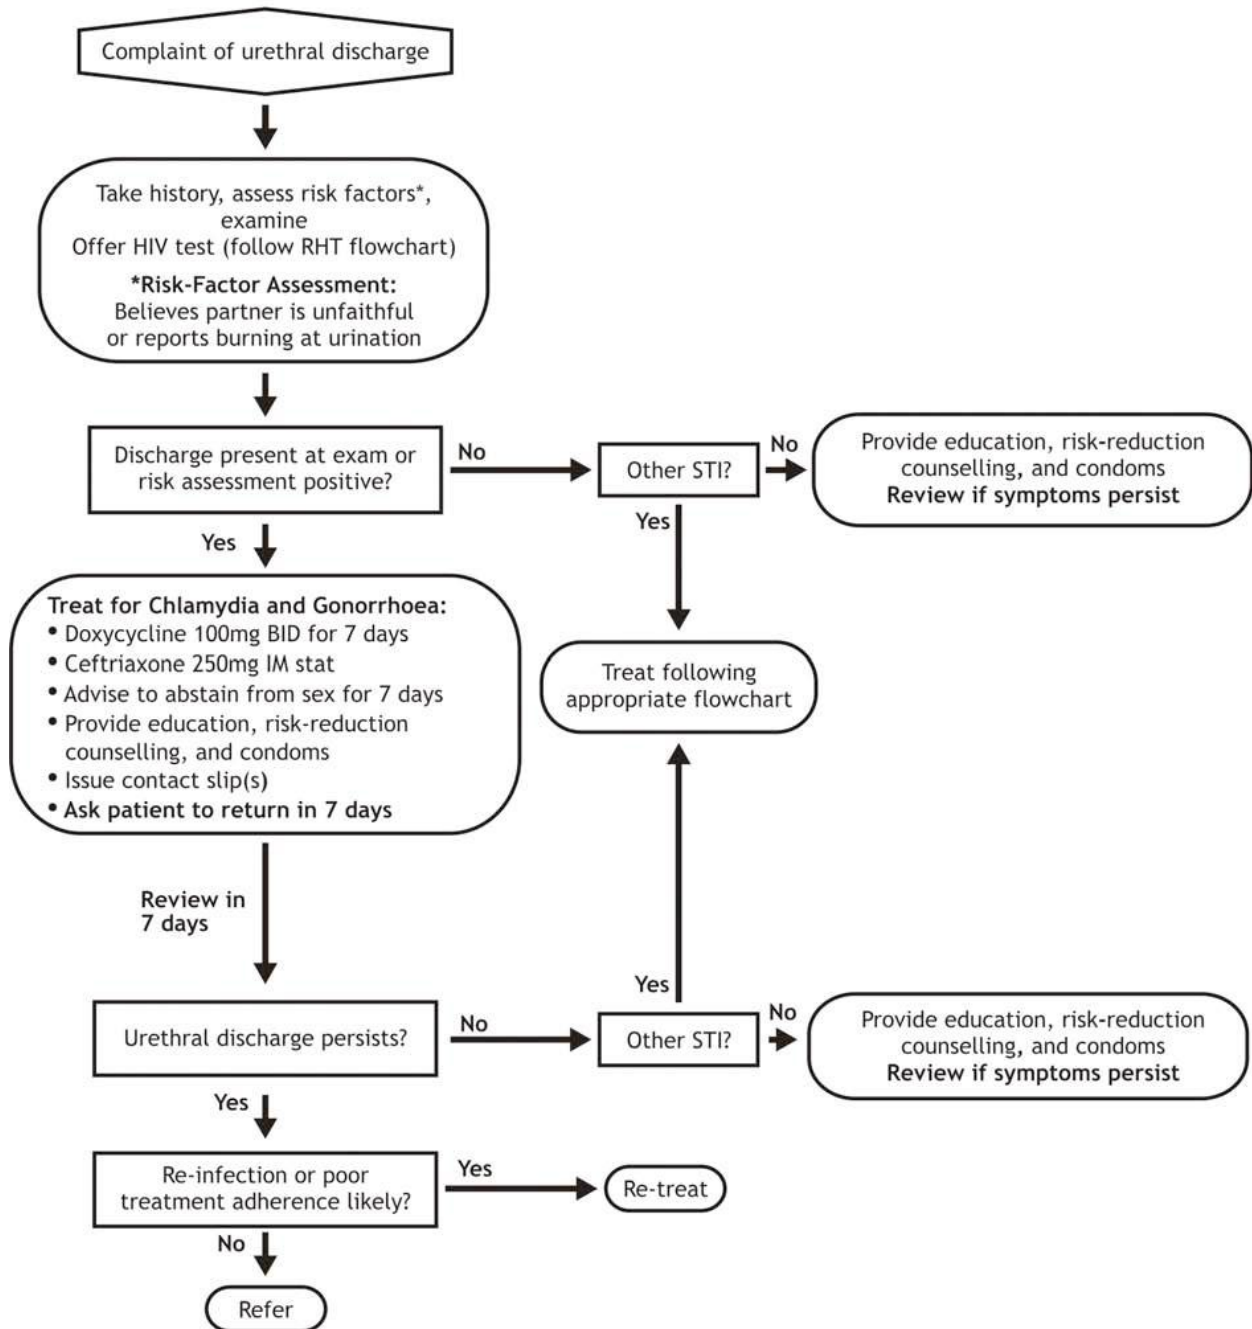 Complaint of urethral discharge
Take history, assess risk factors*,
examine
Offer HIV test (follow RHT flowchart)
*Risk-Factor Assessment:
Believes partner is unfaithful
or reports burning at urination
Discharge present at exam or
risk assessment positive?
No
Other STI?
No
Provide education, risk-reduction
counselling, and condoms
Review if symptoms persist
Yes
Yes
Treat for Chlamydia and Gonorrhoea:
• Doxycycline 100mg BID for 7 days
• Ceftriaxone 250mg IM stat
• Advise to abstain from sex for 7 days
• Provide education, risk-reduction
counselling, and condoms
• Issue contact slip(s)
• Ask patient to return in 7 days
Treat following
appropriate flowchart
Review in
7 days
Urethral discharge persists?
No
Other STI?
Yes
No
Provide education, risk-reduction
counselling, and condoms
Review if symptoms persist
Yes
Re-infection or poor
treatment adherence likely?
Yes
Re-treat
No
Refer